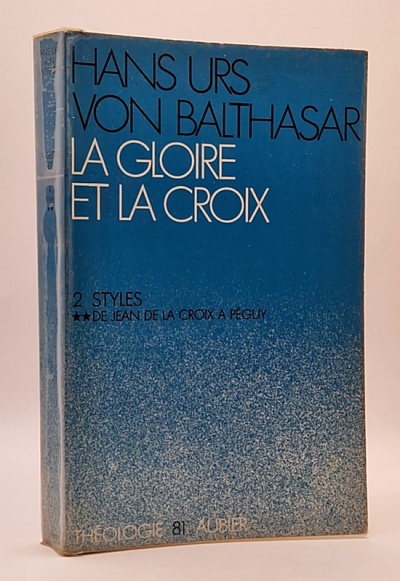 HANS URS
VON BALTHASAR
LA GLOIRE
ET LA CROIX
2 STYLES
★★DE JEAN DE LA CROIX A PÉGUY
THÉOLOGIE 81 AUBIER